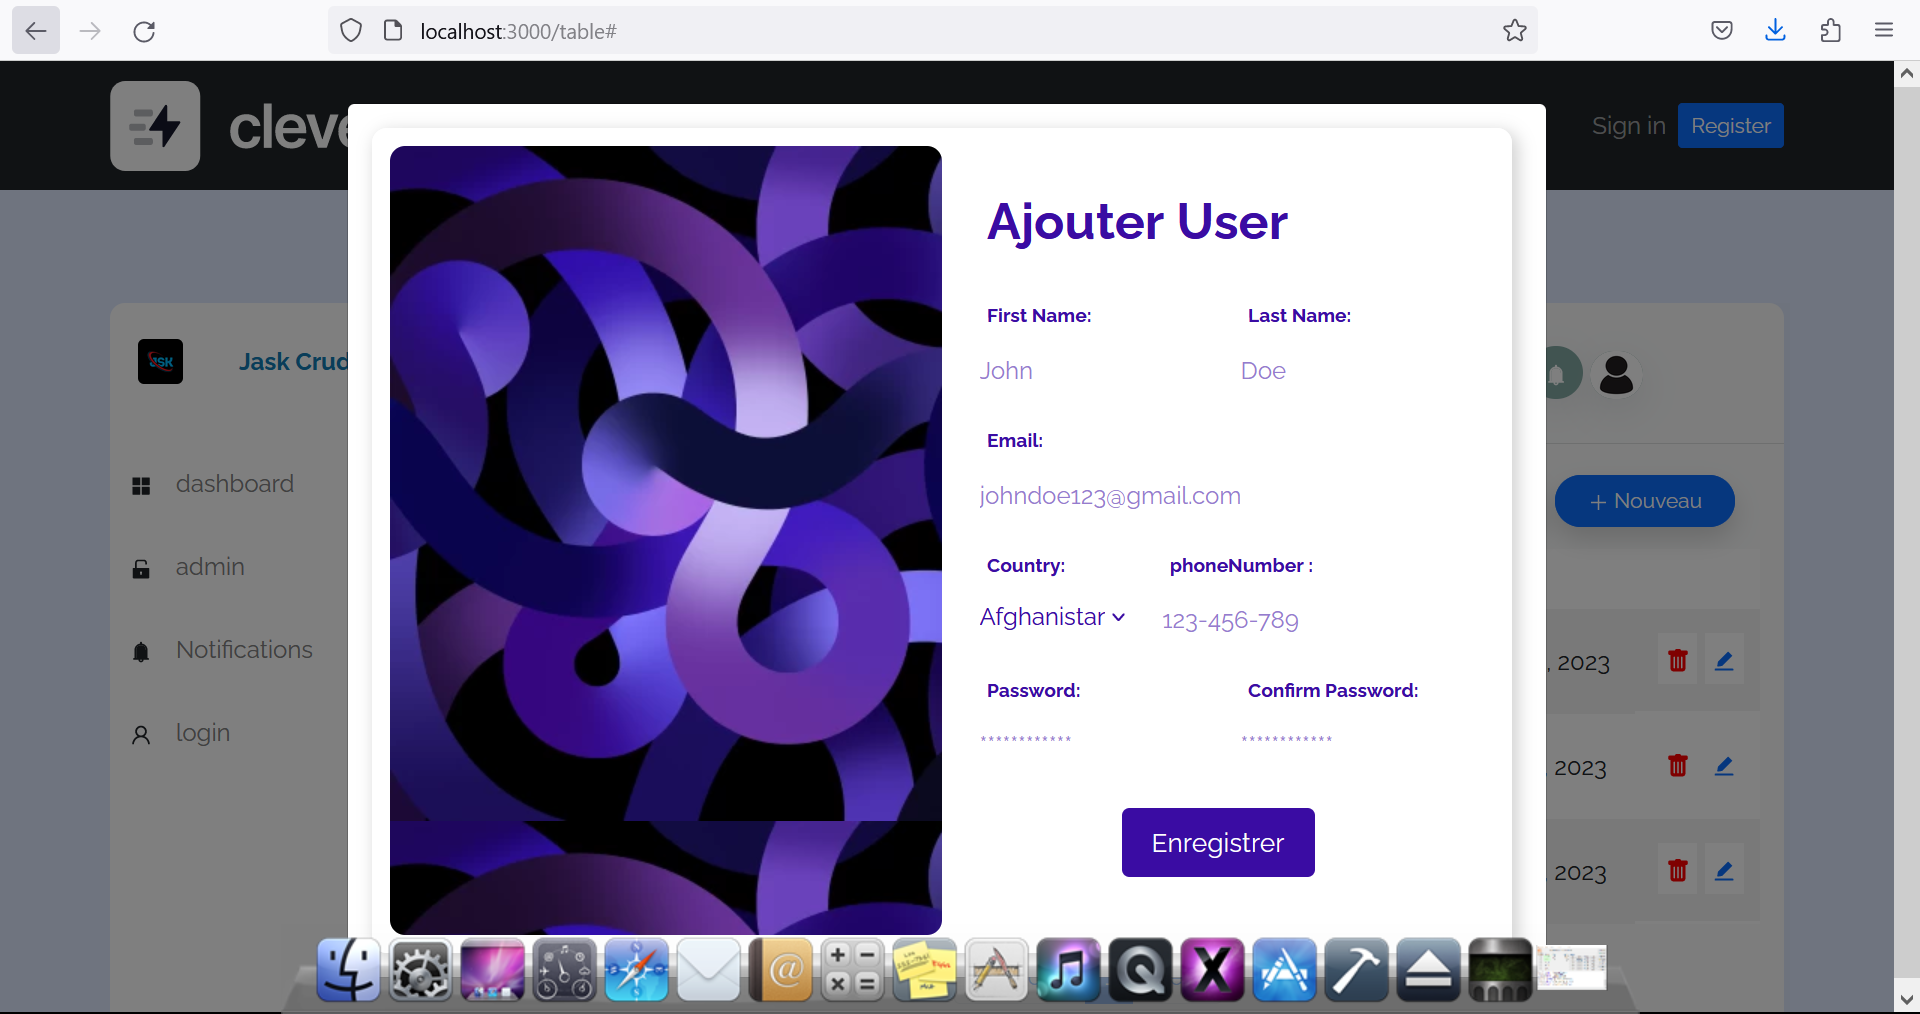 localhost:3000/table#
cleve
Sign in
Register
Ajouter User
First Name:
Last Name:
John
Doe
JSK
Jask Crud
Email:
johndoe123@gmail.com
dashboard
+ Nouveau
Country:
phoneNumber :
admin
Afghanistar
123-456-789
Notifications
, 2023
Password:
Confirm Password:
login
************
************
, 2023
Enregistrer
, 2023